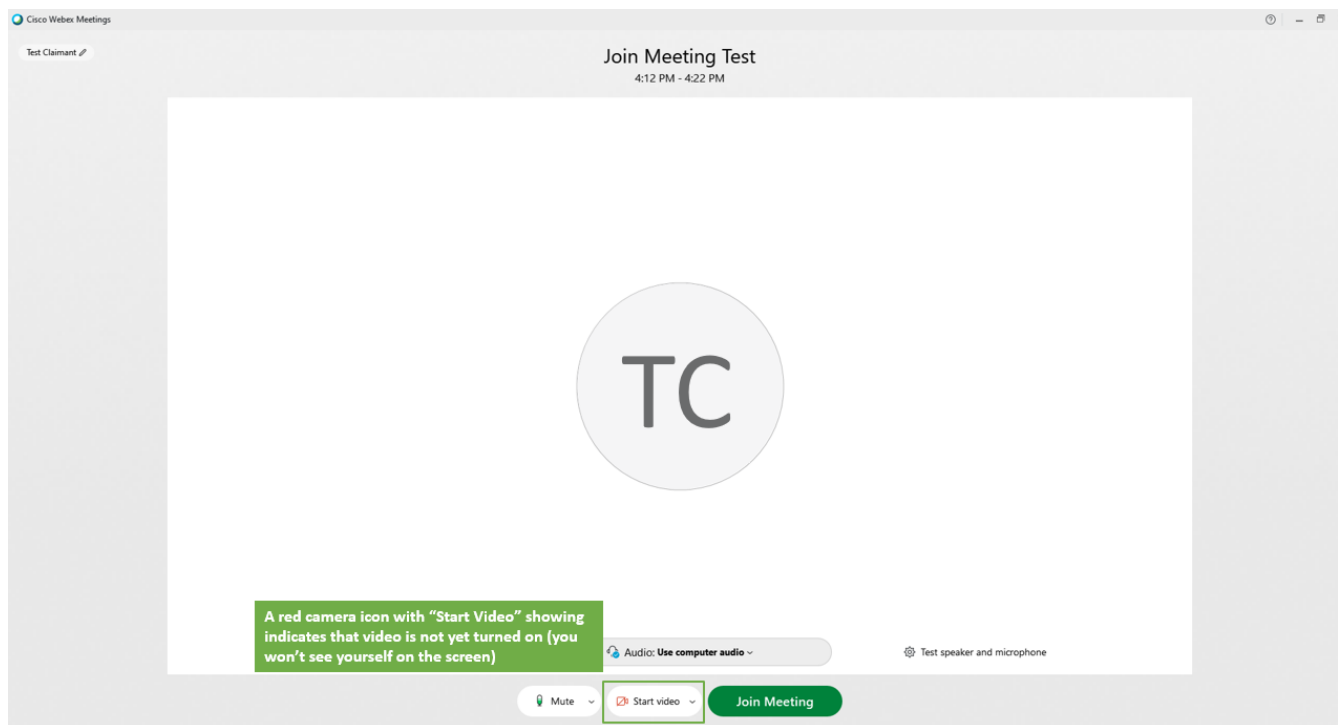 Cisco Webex Meetings
Test Claimant
Join Meeting Test
4:12 PM - 4:22 PM
TC
A red camera icon with “Start Video” showing
indicates that video is not yet turned on (you
won’t see yourself on the screen)
Audio: Use computer audio
Test speaker and microphone
Mute
Start video
Join Meeting